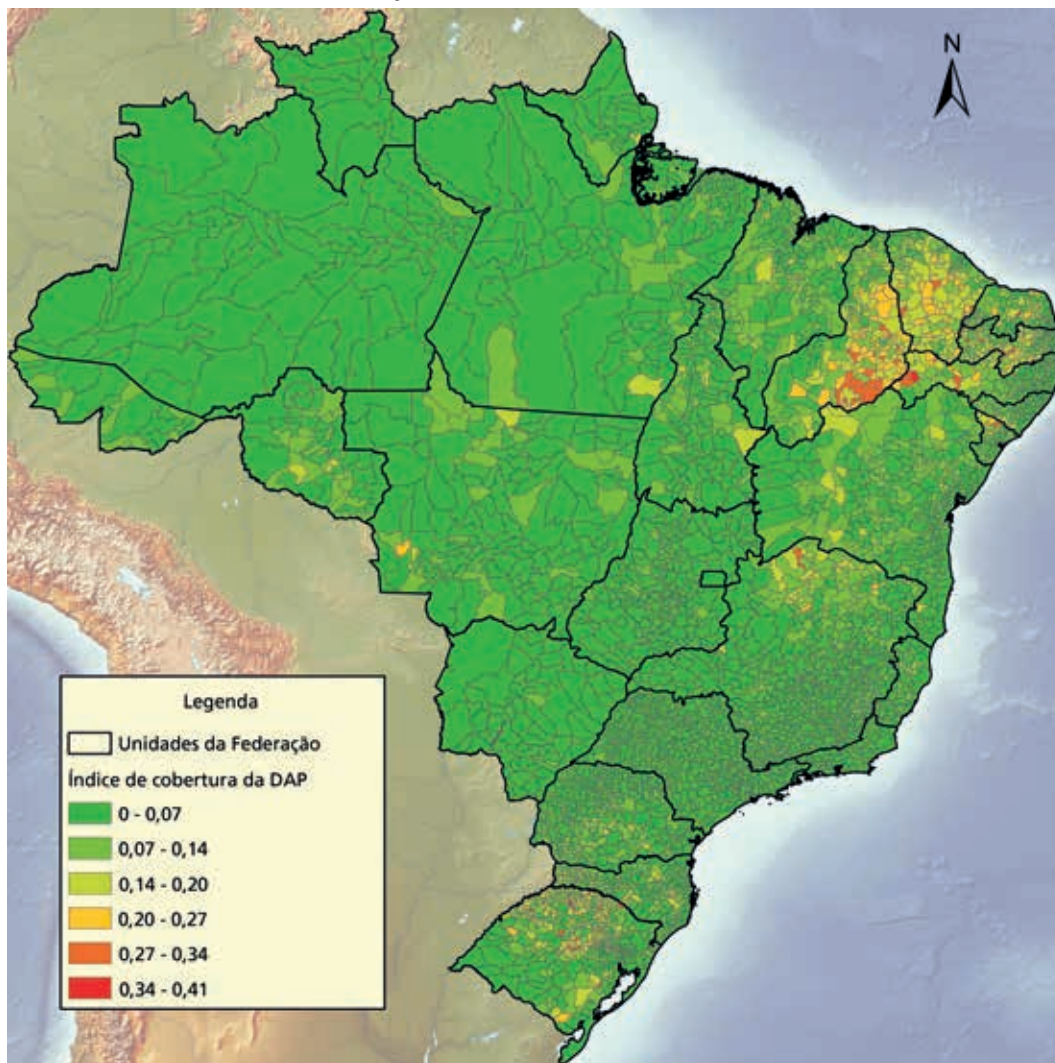 N
Legenda
Unidades da Federação
Índice de cobertura da DAP
0 - 0,07
0,07 - 0,14
0,14 - 0,20
0,20 - 0,27
0,27 - 0,34
0,34 - 0,41